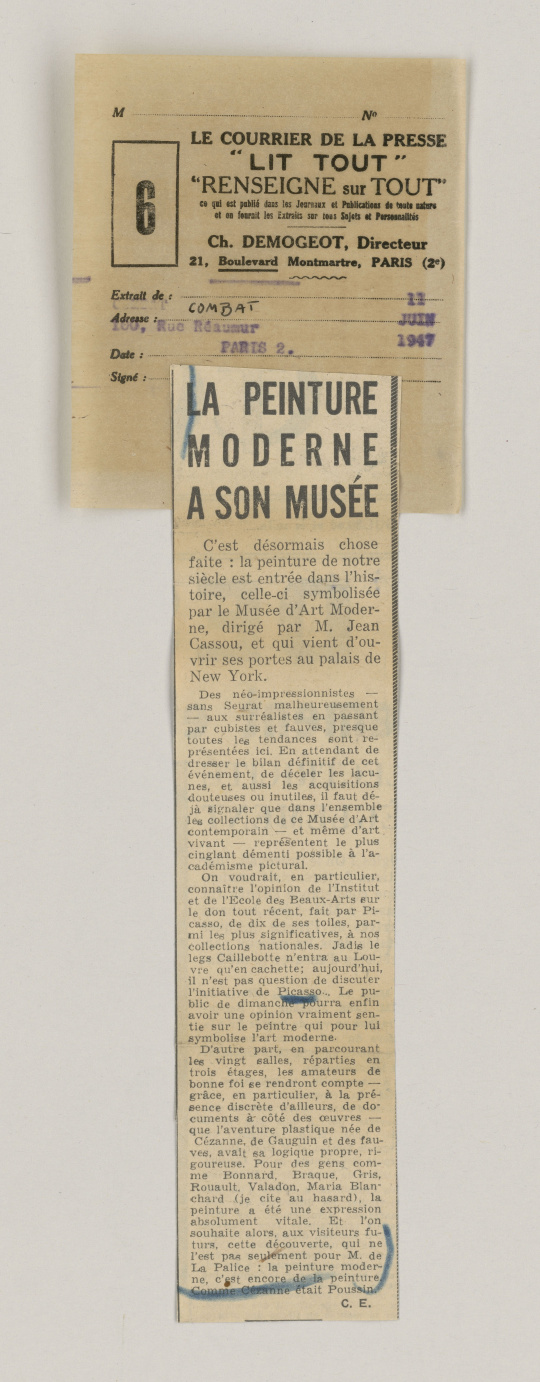 M Nº
6
LE COURRIER DE LA PRESSE
"LIT TOUT"
"RENSEIGNE sur TOUT"
ce qui est publié dans les Journaux et Publications de toute nature
et en fournit les Extraits sur tous Sujets et Personnalités
Ch. DEMOGEOT, Directeur
21, Boulevard Montmartre, PARIS (2e)
Extrait de : COMBAT 11
Adresse : JUIN
100, Rue Réaumur
1947
Date : PARIS 2.
Signé :
LA PEINTURE
MODERNE
A SON MUSÉE
C'est désormais chose
faite : la peinture de notre
siècle est entrée dans l'his-
toire, celle-ci symbolisée
par le Musée d'Art Moder-
ne, dirigé par M. Jean
Cassou, et qui vient d'ou-
vrir ses portes au palais de
New York.
Des néo-impressionnistes —
sans Seurat malheureusement
— aux surréalistes en passant
par cubistes et fauves, presque
toutes les tendances sont re-
présentées ici. En attendant de
dresser le bilan définitif de cet
événement, de déceler les lacu-
nes, et aussi les acquisitions
douteuses ou inutiles, il faut dé-
jà signaler que dans l'ensemble
les collections de ce Musée d'Art
contemporain — et même d'art
vivant — représentent le plus
cinglant démenti possible à l'a-
cadémisme pictural.
On voudrait, en particulier,
connaître l'opinion de l'Institut
et de l'Ecole des Beaux-Arts sur
le don tout récent, fait par Pi-
casso, de dix de ses toiles, par-
mi les plus significatives, à nos
collections nationales. Jadis le
legs Caillebotte n'entra au Lou-
vre qu'en cachette; aujourd'hui,
il n'est pas question de discuter
l'initiative de Picasso... Le pu-
blic de dimanche pourra enfin
avoir une opinion vraiment sen-
tie sur le peintre qui pour lui
symbolise l'art moderne.
D'autre part, en parcourant
les vingt salles, réparties en
trois étages, les amateurs de
bonne foi se rendront compte —
grâce, en particulier, à la pré-
sence discrète d'ailleurs, de do-
cuments à côté des œuvres —
que l'aventure plastique née de
Cézanne, de Gauguin et des fau-
ves, avait sa logique propre, ri-
goureuse. Pour des gens com-
me Bonnard, Braque, Gris,
Rouault, Valadon, Maria Blan-
chard (je cite au hasard), la
peinture a été une expression
absolument vitale. Et l'on
souhaite alors, aux visiteurs fu-
turs, cette découverte, qui ne
l'est pas seulement pour M. de
La Palice : la peinture moder-
ne, c'est encore de la peinture.
Comme Cézanne était Poussin.
C. E.